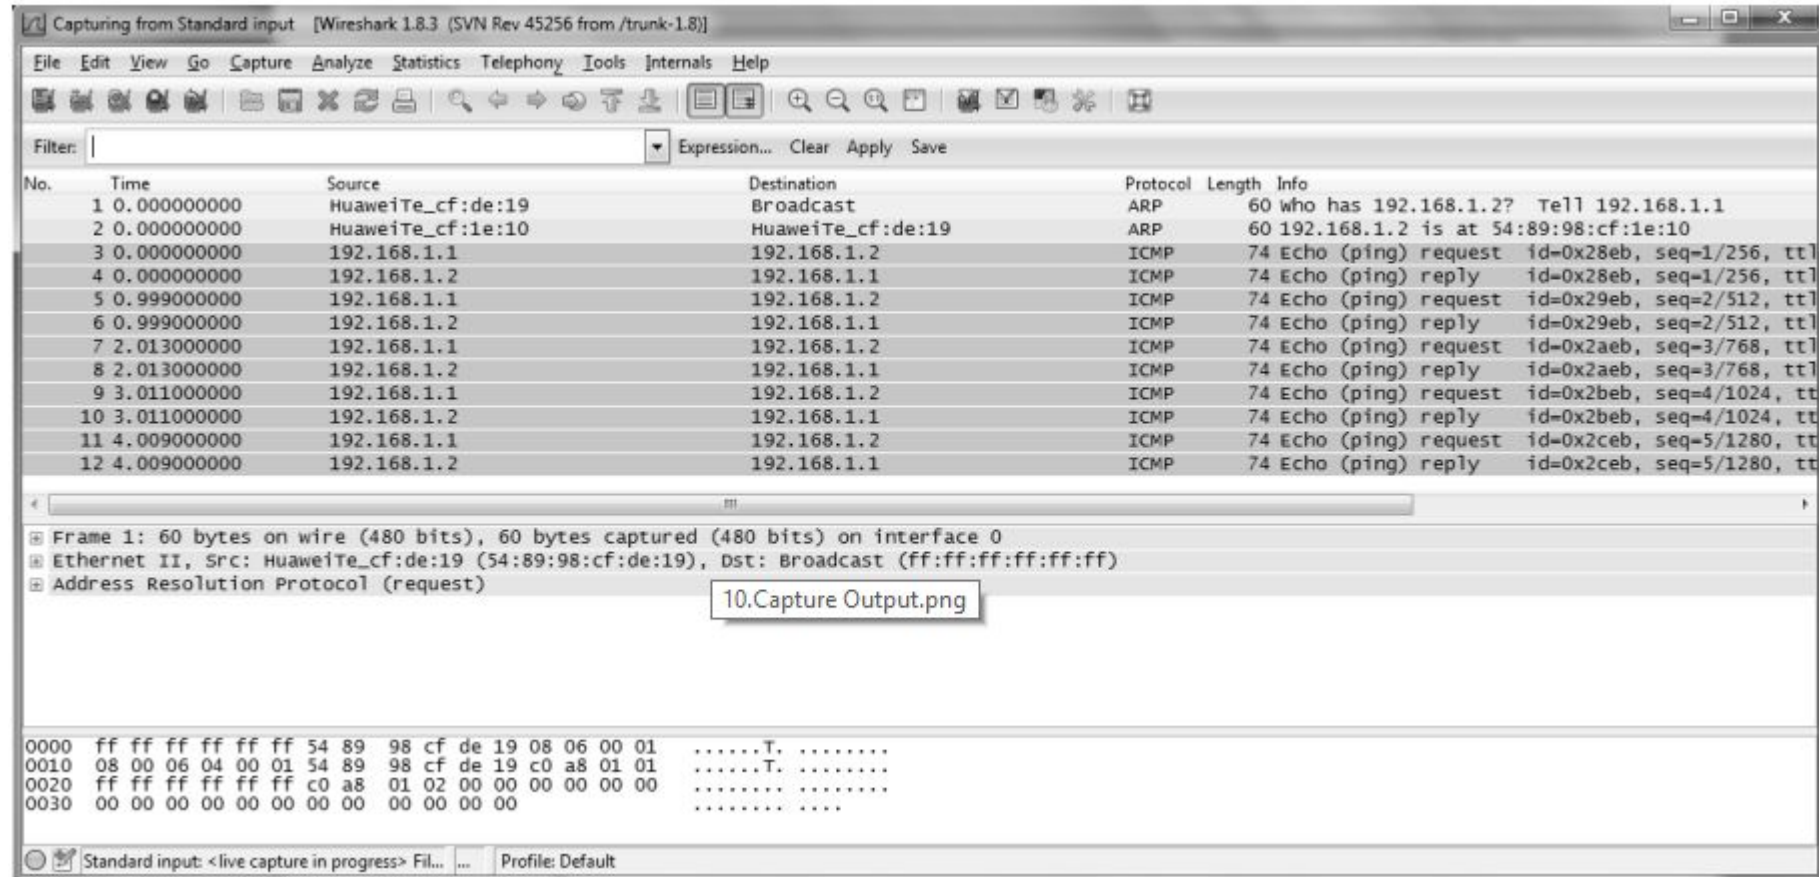 Capturing from Standard input [Wireshark 1.8.3 (SVN Rev 45256 from /trunk-1.8)]
File Edit View Go Capture Analyze Statistics Telephony Tools Internals Help
Filter: Expression... Clear Apply Save
No. Time Source Destination Protocol Length Info
1 0.000000000 HuaweiTe_cf:de:19 Broadcast ARP 60 Who has 192.168.1.2? Tell 192.168.1.1
2 0.000000000 HuaweiTe_cf:1e:10 HuaweiTe_cf:de:19 ARP 60 192.168.1.2 is at 54:89:98:cf:1e:10
3 0.000000000 192.168.1.1 192.168.1.2 ICMP 74 Echo (ping) request id=0x28eb, seq=1/256, ttl
4 0.000000000 192.168.1.2 192.168.1.1 ICMP 74 Echo (ping) reply id=0x28eb, seq=1/256, ttl
5 0.999000000 192.168.1.1 192.168.1.2 ICMP 74 Echo (ping) request id=0x29eb, seq=2/512, ttl
6 0.999000000 192.168.1.2 192.168.1.1 ICMP 74 Echo (ping) reply id=0x29eb, seq=2/512, ttl
7 2.013000000 192.168.1.1 192.168.1.2 ICMP 74 Echo (ping) request id=0x2aeb, seq=3/768, ttl
8 2.013000000 192.168.1.2 192.168.1.1 ICMP 74 Echo (ping) reply id=0x2aeb, seq=3/768, ttl
9 3.011000000 192.168.1.1 192.168.1.2 ICMP 74 Echo (ping) request id=0x2beb, seq=4/1024, tt
10 3.011000000 192.168.1.2 192.168.1.1 ICMP 74 Echo (ping) reply id=0x2beb, seq=4/1024, tt
11 4.009000000 192.168.1.1 192.168.1.2 ICMP 74 Echo (ping) request id=0x2ceb, seq=5/1280, tt
12 4.009000000 192.168.1.2 192.168.1.1 ICMP 74 Echo (ping) reply id=0x2ceb, seq=5/1280, tt
Frame 1: 60 bytes on wire (480 bits), 60 bytes captured (480 bits) on interface 0
Ethernet II, Src: HuaweiTe_cf:de:19 (54:89:98:cf:de:19), Dst: Broadcast (ff:ff:ff:ff:ff:ff)
Address Resolution Protocol (request)
10.Capture Output.png
0000 ff ff ff ff ff ff 54 89 98 cf de 19 08 06 00 01 ......T. ........
0010 08 00 06 04 00 01 54 89 98 cf de 19 c0 a8 01 01 ......T. ........
0020 ff ff ff ff ff ff c0 a8 01 02 00 00 00 00 00 00 ........ ........
0030 00 00 00 00 00 00 00 00 00 00 00 00 ........ ....
Standard input: <live capture in progress> Fil... ... Profile: Default